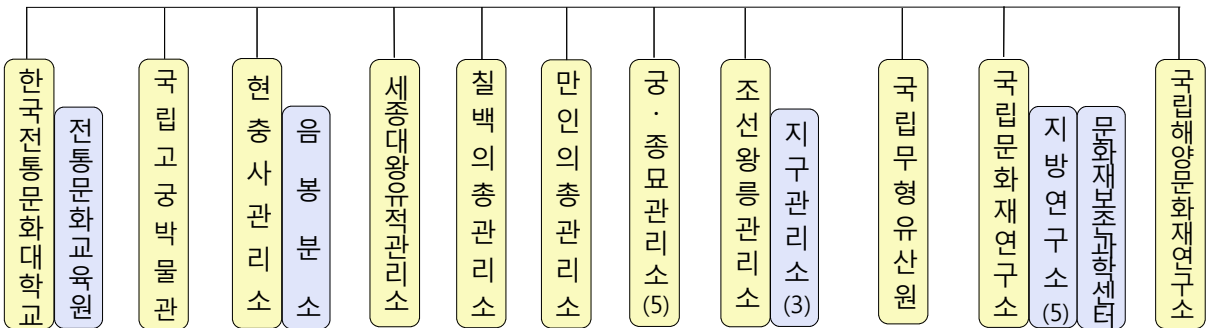 한국전통문화대학교
전통문화교육원
국립고궁박물관
현충사관리소
음봉분소
세종대왕유적관리소
칠백의총관리소
만인의총관리소
궁·종묘관리소(5)
조선왕릉관리소
지구관리소(3)
국립무형유산원
국립문화재연구소
지방연구소(5)
문화재보존과학센터
국립해양문화재연구소